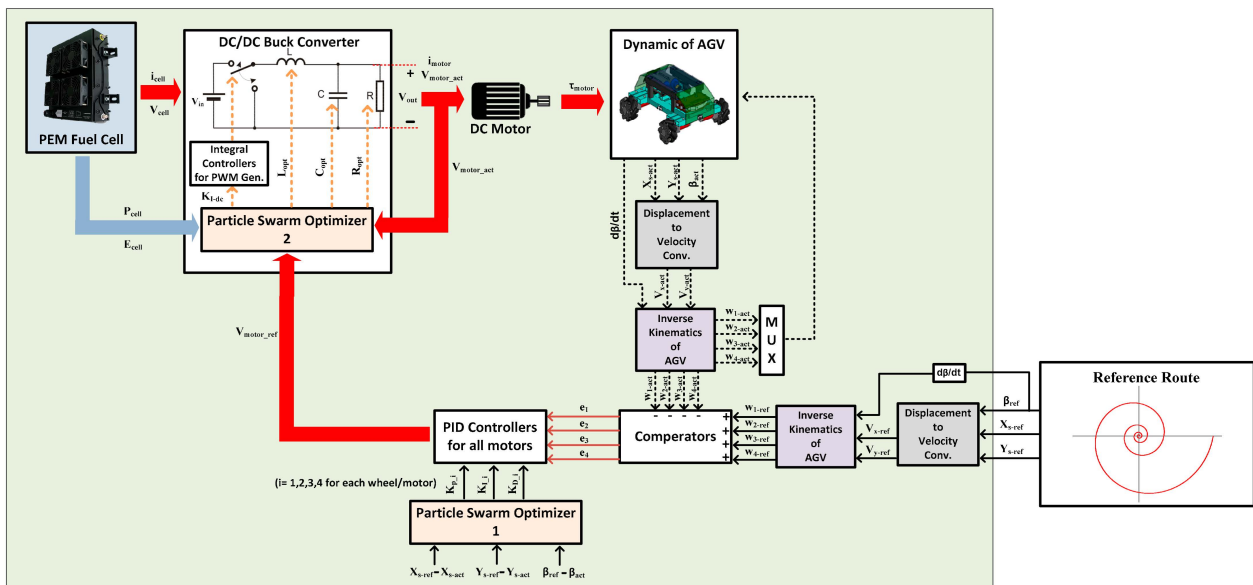 DC/DC Buck Converter
L
V_in
C
R
i_cell
V_cell
PEM Fuel Cell
i_motor
+
V_motor_act
V_out
-
DC Motor
τ_motor
Dynamic of AGV
Integral
Controllers
for PWM Gen.
K_I-dc
L_opt
C_opt
R_opt
V_motor_act
P_cell
E_cell
Particle Swarm Optimizer
2
X_s-act
Y_s-act
β_act
dβ/dt
Displacement
to
Velocity
Conv.
V_x-act
V_y-act
Inverse
Kinematics
of
AGV
w_1-act
w_2-act
w_3-act
w_4-act
M
U
X
w_1-act
w_2-act
w_3-act
w_4-act
V_motor_ref
PID Controllers
for all motors
e_1
e_2
e_3
e_4
- - - -
Comperators
+
+
+
+
w_1-ref
w_2-ref
w_3-ref
w_4-ref
Inverse
Kinematics
of
AGV
V_x-ref
V_y-ref
dβ/dt
Displacement
to
Velocity
Conv.
β_ref
X_s-ref
Y_s-ref
Reference Route
(i= 1,2,3,4 for each wheel/motor)
K_P_i
K_I_i
K_D_i
Particle Swarm Optimizer
1
X_s-ref - X_s-act
Y_s-ref - Y_s-act
β_ref - β_act